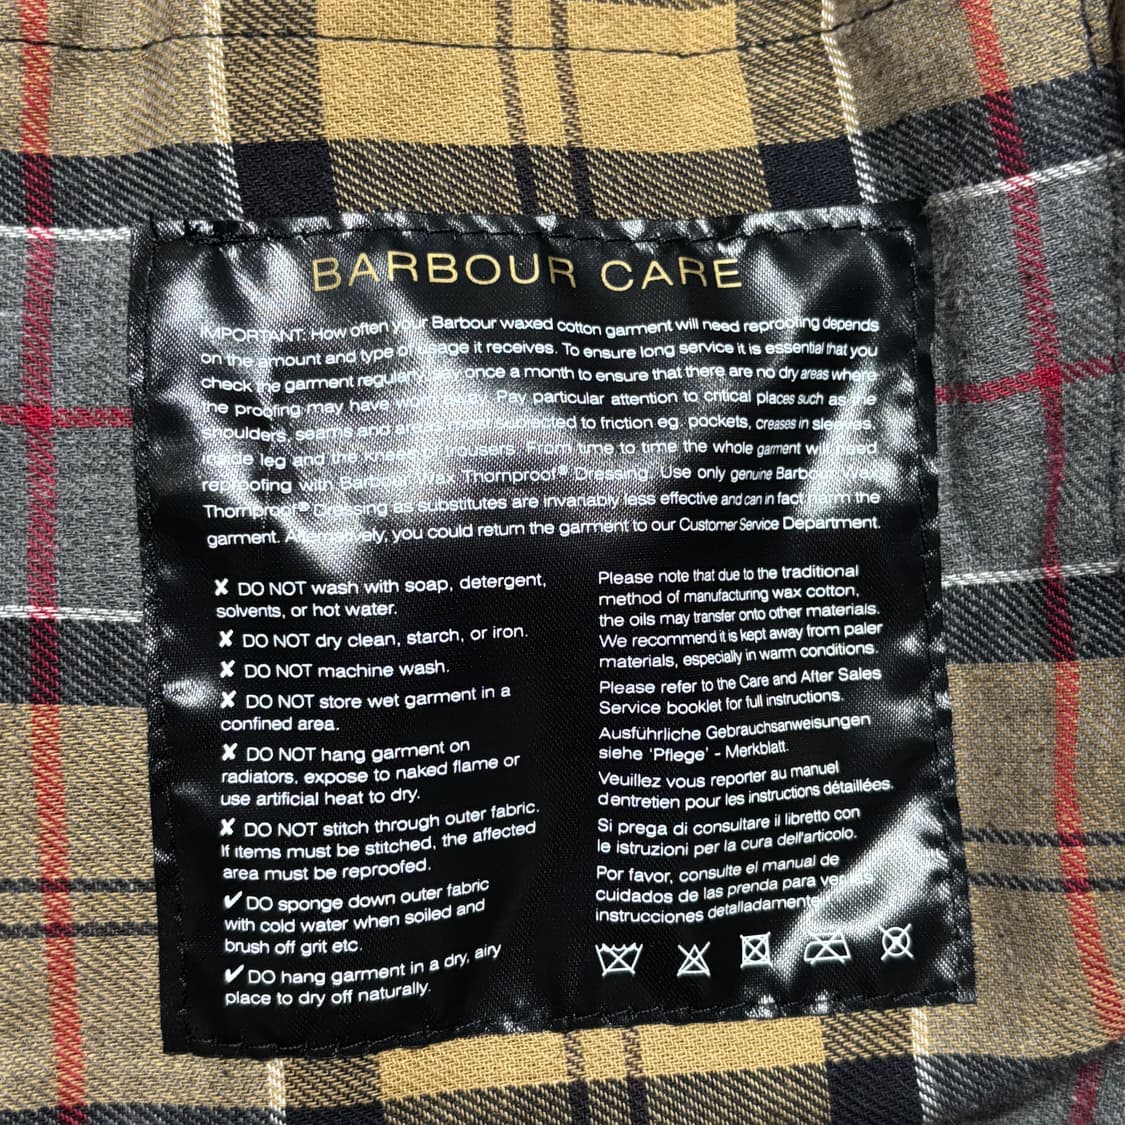 BARBOUR CARE
IMPORTANT: How often your Barbour waxed cotton garment will need reproofing depends
on the amount and type of usage it receives. To ensure long service it is essential that you
check the garment regularly once a month to ensure that there are no dry areas where
the proofing may have worn Pay particular attention to critical places such as the
shoulders, seams and areas most subjected to friction eg. pockets, creases in sleeves,
inside leg and the knees trousers. From time to time the whole garment will need
reproofing with Barbour Wax Thornproof® Dressing. Use only genuine Barbour Wax
Thornproof® Dressing as substitutes are invariably less effective and can in fact harm the
garment. Alternatively, you could return the garment to our Customer Service Department.
✘ DO NOT wash with soap, detergent,
solvents, or hot water.
✘ DO NOT dry clean, starch, or iron.
✘ DO NOT machine wash.
✘ DO NOT store wet garment in a
confined area.
✘ DO NOT hang garment on
radiators, expose to naked flame or
use artificial heat to dry.
✘ DO NOT stitch through outer fabric.
If items must be stitched, the affected
area must be reproofed.
✔ DO sponge down outer fabric
with cold water when soiled and
brush off grit etc.
✔ DO hang garment in a dry, airy
place to dry off naturally.
Please note that due to the traditional
method of manufacturing wax cotton,
the oils may transfer onto other materials.
We recommend it is kept away from paler
materials, especially in warm conditions.
Please refer to the Care and After Sales
Service booklet for full instructions.
Ausführliche Gebrauchsanweisungen
siehe 'Pflege' - Merkblatt.
Veuillez vous reporter au manuel
d'entretien pour les instructions détaillées.
Si prega di consultare il libretto con
le istruzioni per la cura dell'articolo.
Por favor, consulte el manual de
cuidados de las prenda para ver
instrucciones detalladamente